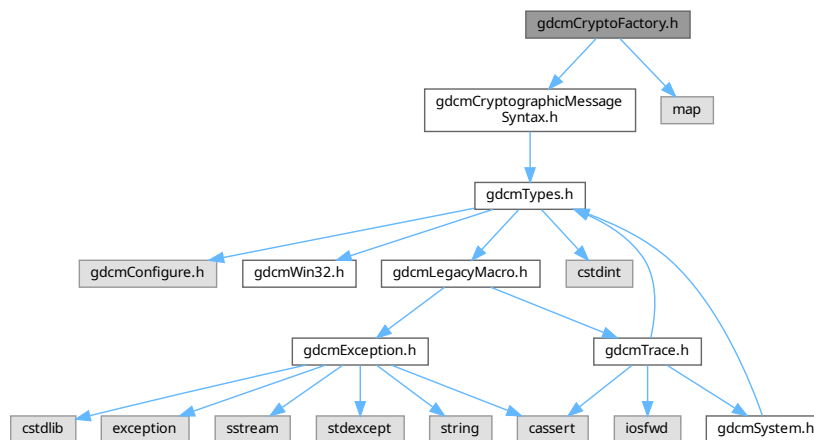 gdcmCryptoFactory.h
gdcmCryptographicMessage
Syntax.h
map
gdcmTypes.h
gdcmConfigure.h
gdcmWin32.h
gdcmLegacyMacro.h
cstdint
gdcmException.h
gdcmTrace.h
cstdlib
exception
sstream
stdexcept
string
cassert
iosfwd
gdcmSystem.h